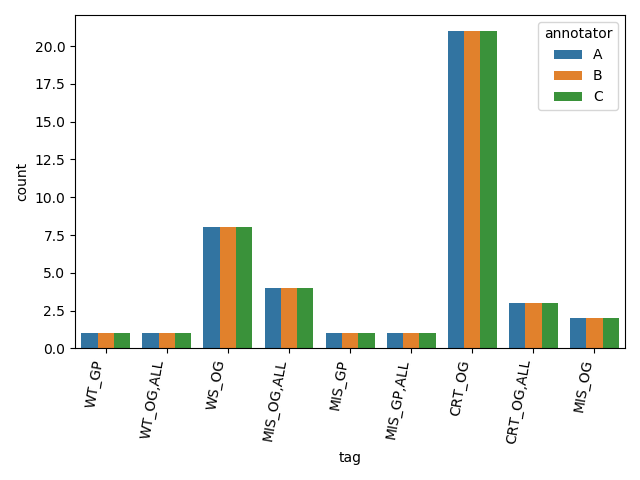 annotator
A
B
C
count
20.0
17.5
15.0
12.5
10.0
7.5
5.0
2.5
0.0
WT_GP
WT_OG,ALL
WS_OG
MIS_OG,ALL
MIS_GP
MIS_GP,ALL
CRT_OG
CRT_OG,ALL
MIS_OG
tag